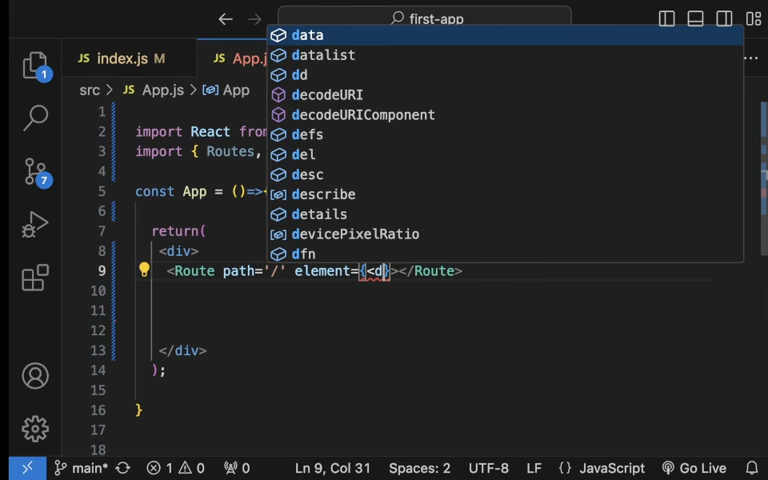 first-app
JS index.js M
JS App.j
...
src > JS App.js > App
data
datalist
dd
decodeURI
decodeURIComponent
defs
del
desc
describe
details
devicePixelRatio
dfn
1
2 import React from
3 import { Routes,
4
5 const App = ()=>{
6
7 return(
8 <div>
9 <Route path='/' element={<d}></Route>
10
11
12
13 </div>
14 );
15
16 }
17
18
1
7
main* ⊗ 1 ⚠ 0 0 Ln 9, Col 31 Spaces: 2 UTF-8 LF {} JavaScript Go Live